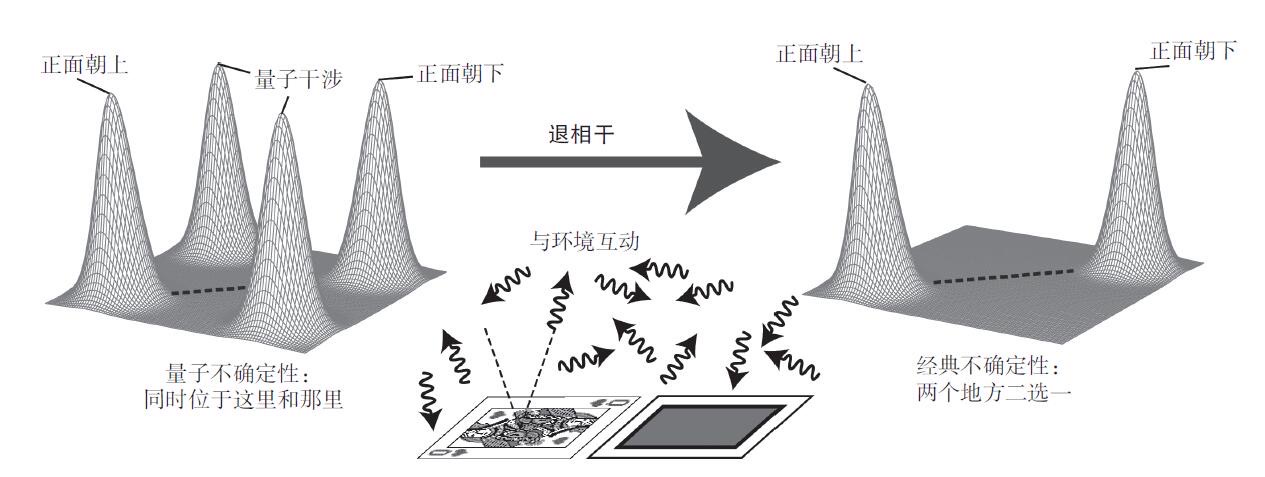 正面朝上
量子干涉
正面朝下
退相干
与环境互动
量子不确定性：
同时位于这里和那里
正面朝上
正面朝下
经典不确定性：
两个地方二选一
Q
Q